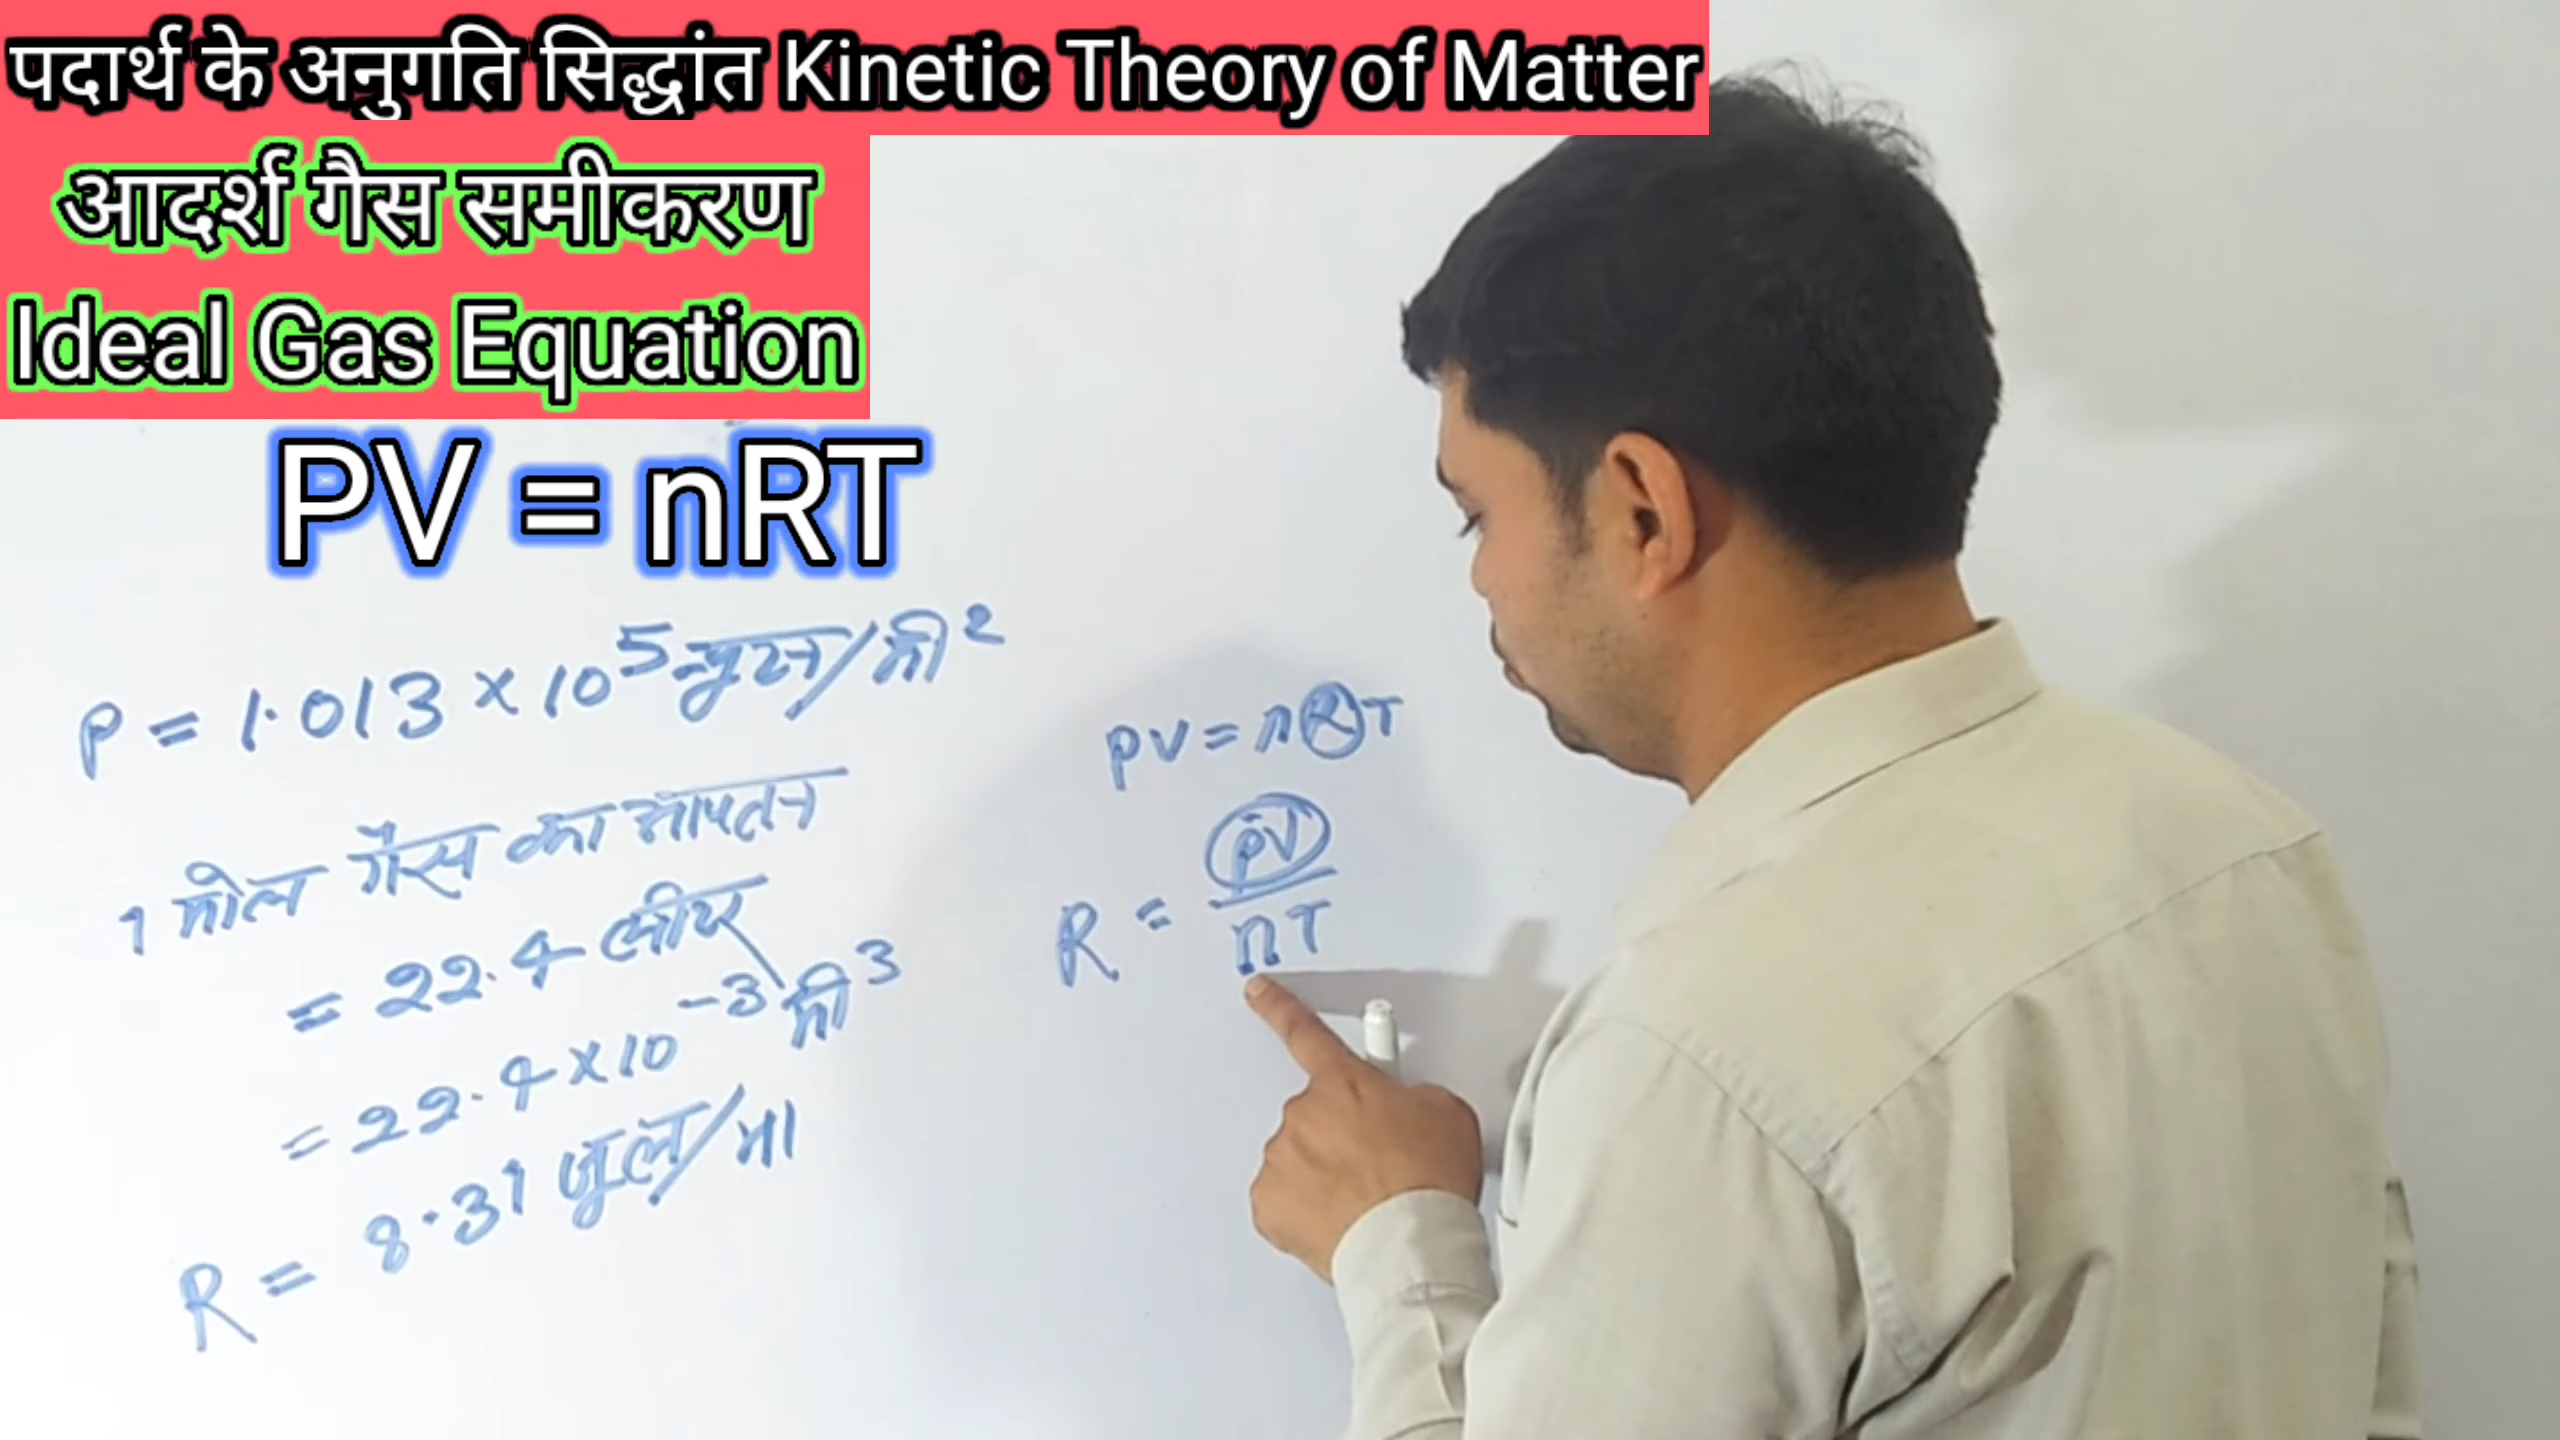 पदार्थ के अनुगति सिद्धांत Kinetic Theory of Matter
आदर्श गैस समीकरण
Ideal Gas Equation
PV = nRT
P = 1.013 × 10⁵ न्यूटन/मी²
1 मोल गैस का आयतन
= 22.4 लीटर
= 22.4 × 10⁻³ मी³
R = 8.31 जूल/मो
PV = nRT
R = PV
nT